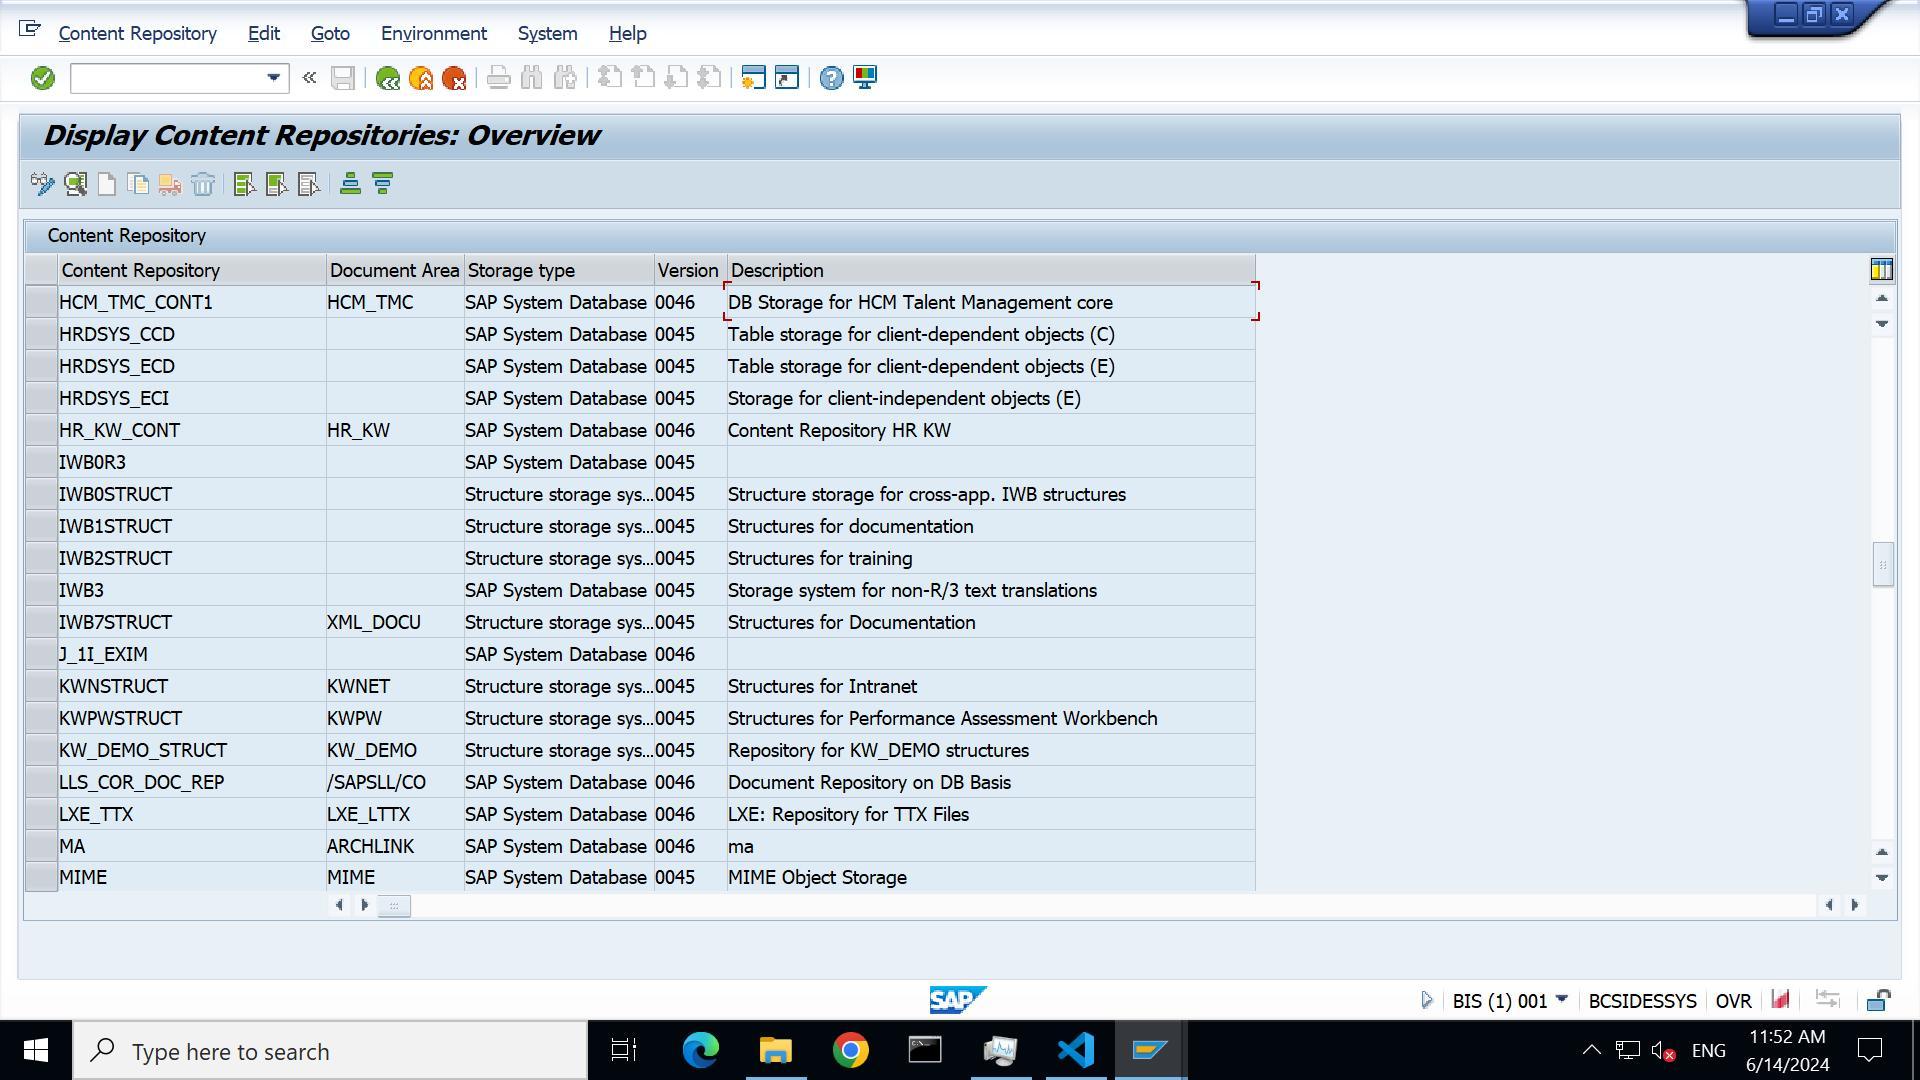 Content Repository Edit Goto Environment System Help
Display Content Repositories: Overview
Content Repository
Content Repository Document Area Storage type Version Description
HCM_TMC_CONT1 HCM_TMC SAP System Database 0046 DB Storage for HCM Talent Management core
HRDSYS_CCD SAP System Database 0045 Table storage for client-dependent objects (C)
HRDSYS_ECD SAP System Database 0045 Table storage for client-dependent objects (E)
HRDSYS_ECI SAP System Database 0045 Storage for client-independent objects (E)
HR_KW_CONT HR_KW SAP System Database 0046 Content Repository HR KW
IWB0R3 SAP System Database 0045
IWB0STRUCT Structure storage sys...0045 Structure storage for cross-app. IWB structures
IWB1STRUCT Structure storage sys...0045 Structures for documentation
IWB2STRUCT Structure storage sys...0045 Structures for training
IWB3 SAP System Database 0045 Storage system for non-R/3 text translations
IWB7STRUCT XML_DOCU Structure storage sys...0045 Structures for Documentation
J_1I_EXIM SAP System Database 0046
KWNSTRUCT KWNET Structure storage sys...0045 Structures for Intranet
KWPWSTRUCT KWPW Structure storage sys...0045 Structures for Performance Assessment Workbench
KW_DEMO_STRUCT KW_DEMO Structure storage sys...0045 Repository for KW_DEMO structures
LLS_COR_DOC_REP /SAPSLL/CO SAP System Database 0046 Document Repository on DB Basis
LXE_TTX LXE_LTTX SAP System Database 0046 LXE: Repository for TTX Files
MA ARCHLINK SAP System Database 0046 ma
MIME MIME SAP System Database 0045 MIME Object Storage
SAP BIS (1) 001 BCSIDESSYS OVR
Type here to search ENG 11:52 AM
6/14/2024